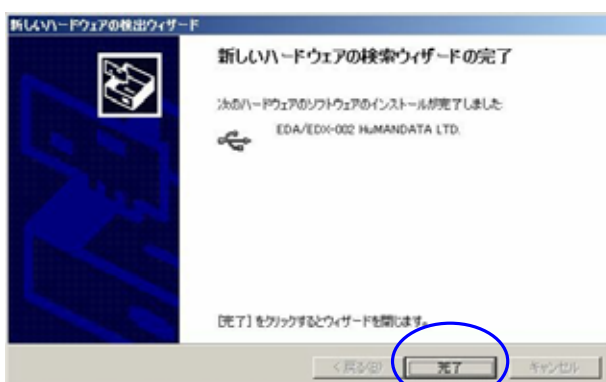 新しいハードウェアの検出ウィザード
新しいハードウェアの検索ウィザードの完了
次のハードウェアのソフトウェアのインストールが完了しました
EDA/EDX-002 HuMANDATA LTD.
[完了] をクリックするとウィザードを閉じます。
< 戻る(B)
完了
キャンセル